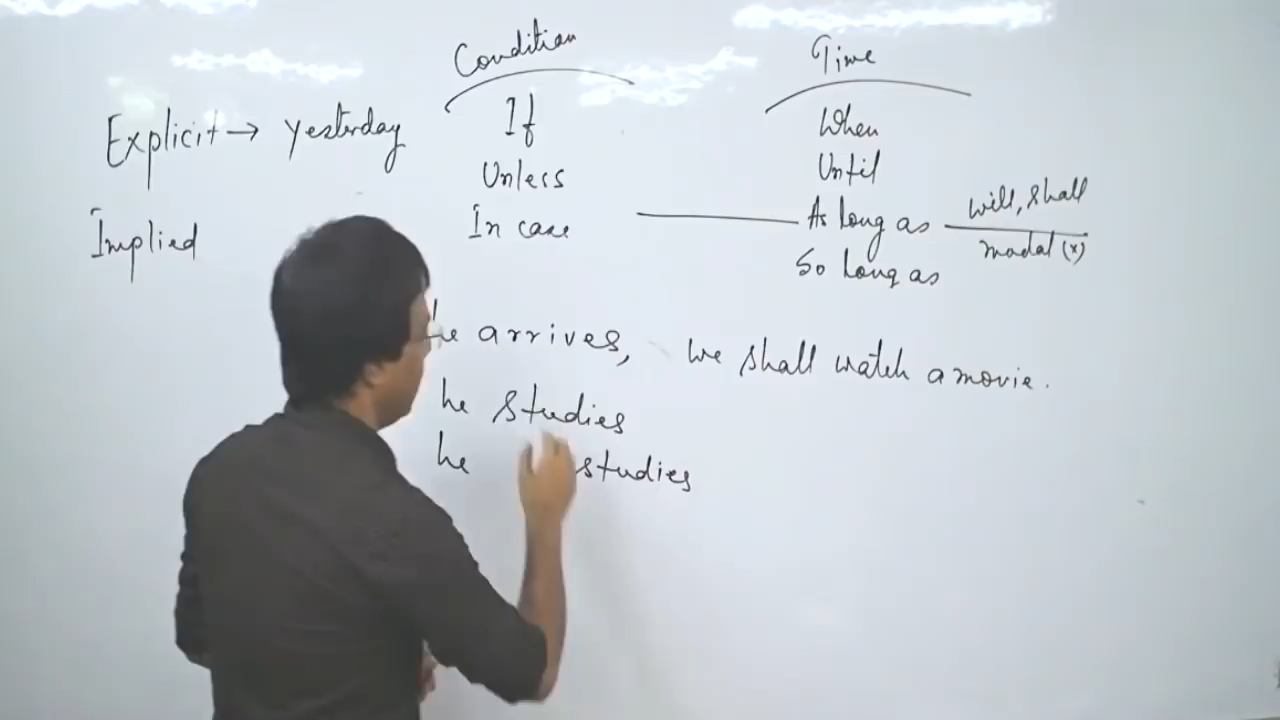 Condition
Time
Explicit → yesterday
If
When
Unless
Until
Implied
In case
As long as
will, shall
modal (x)
So long as
he arrives, We shall watch a movie.
he studies
he studies